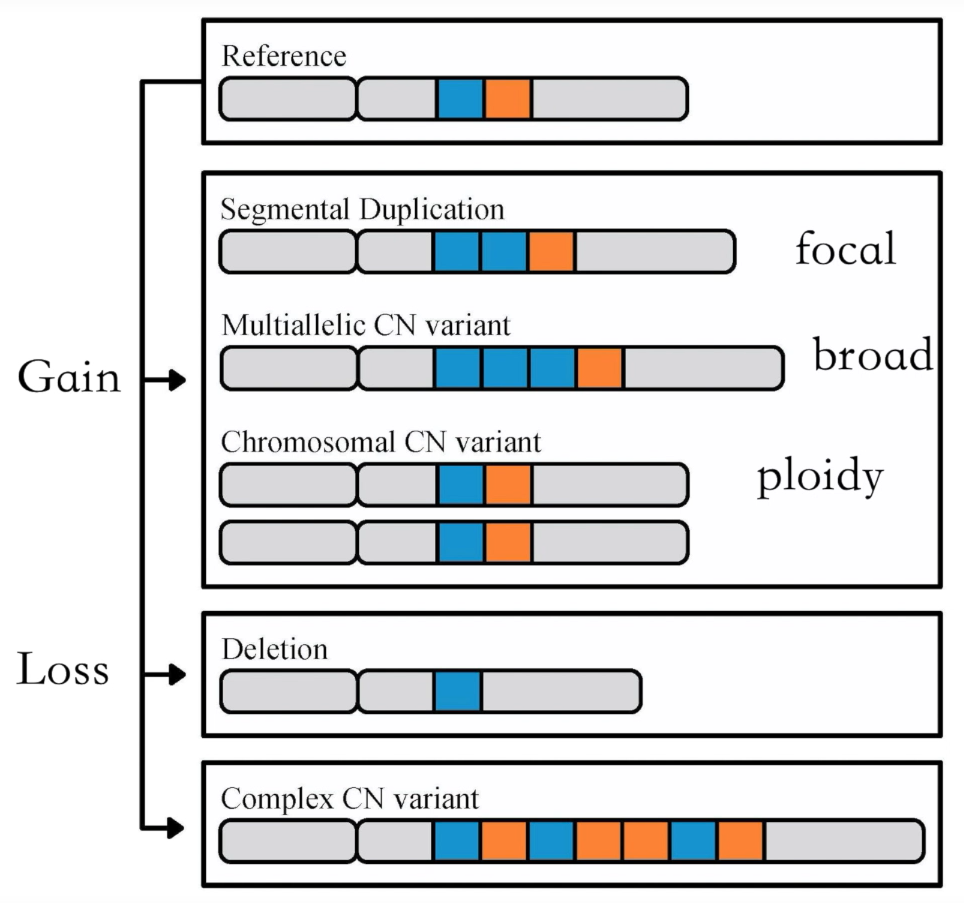 Reference
Segmental Duplication
focal
Multiallelic CN variant
broad
Gain
Chromosomal CN variant
ploidy
Loss
Deletion
Complex CN variant